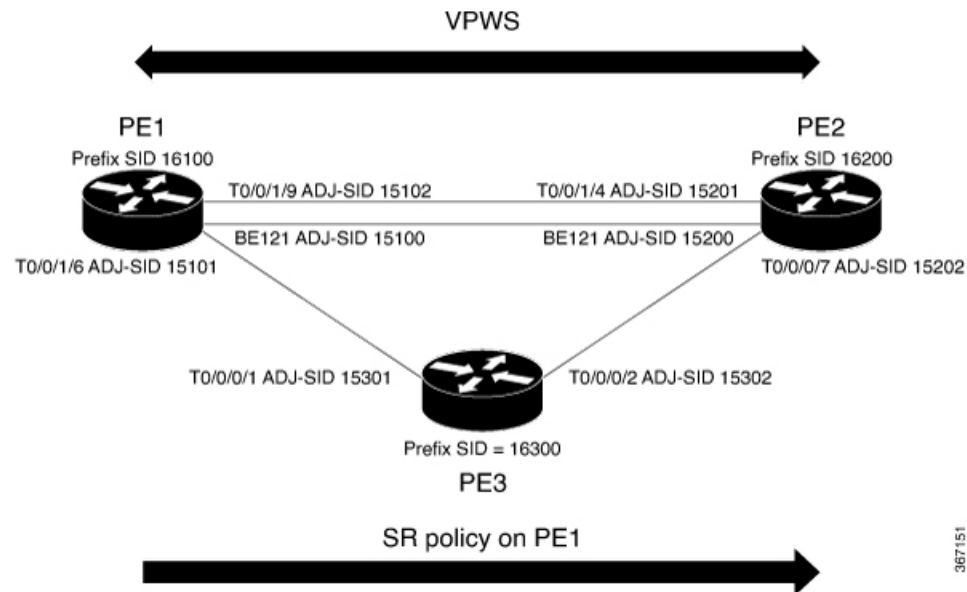 VPWS
PE1
PE2
Prefix SID 16100
Prefix SID 16200
T0/0/1/9 ADJ-SID 15102
T0/0/1/4 ADJ-SID 15201
BE121 ADJ-SID 15100
BE121 ADJ-SID 15200
T0/0/1/6 ADJ-SID 15101
T0/0/0/7 ADJ-SID 15202
T0/0/0/1 ADJ-SID 15301
T0/0/0/2 ADJ-SID 15302
Prefix SID = 16300
PE3
SR policy on PE1
367151